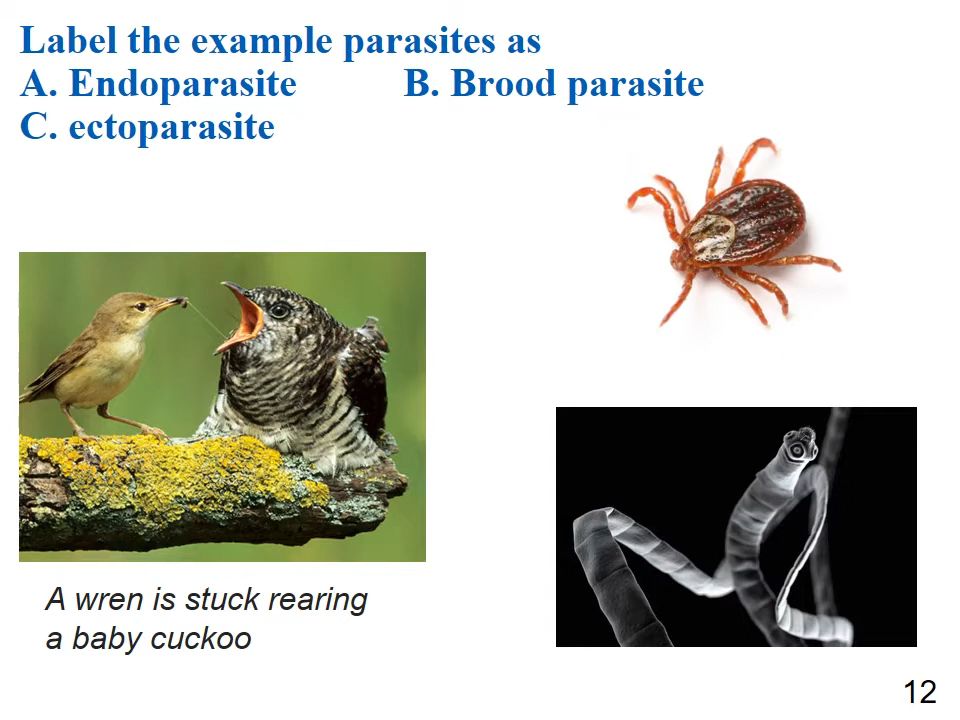 Label the example parasites as
A. Endoparasite B. Brood parasite
C. ectoparasite
A wren is stuck rearing
a baby cuckoo
12